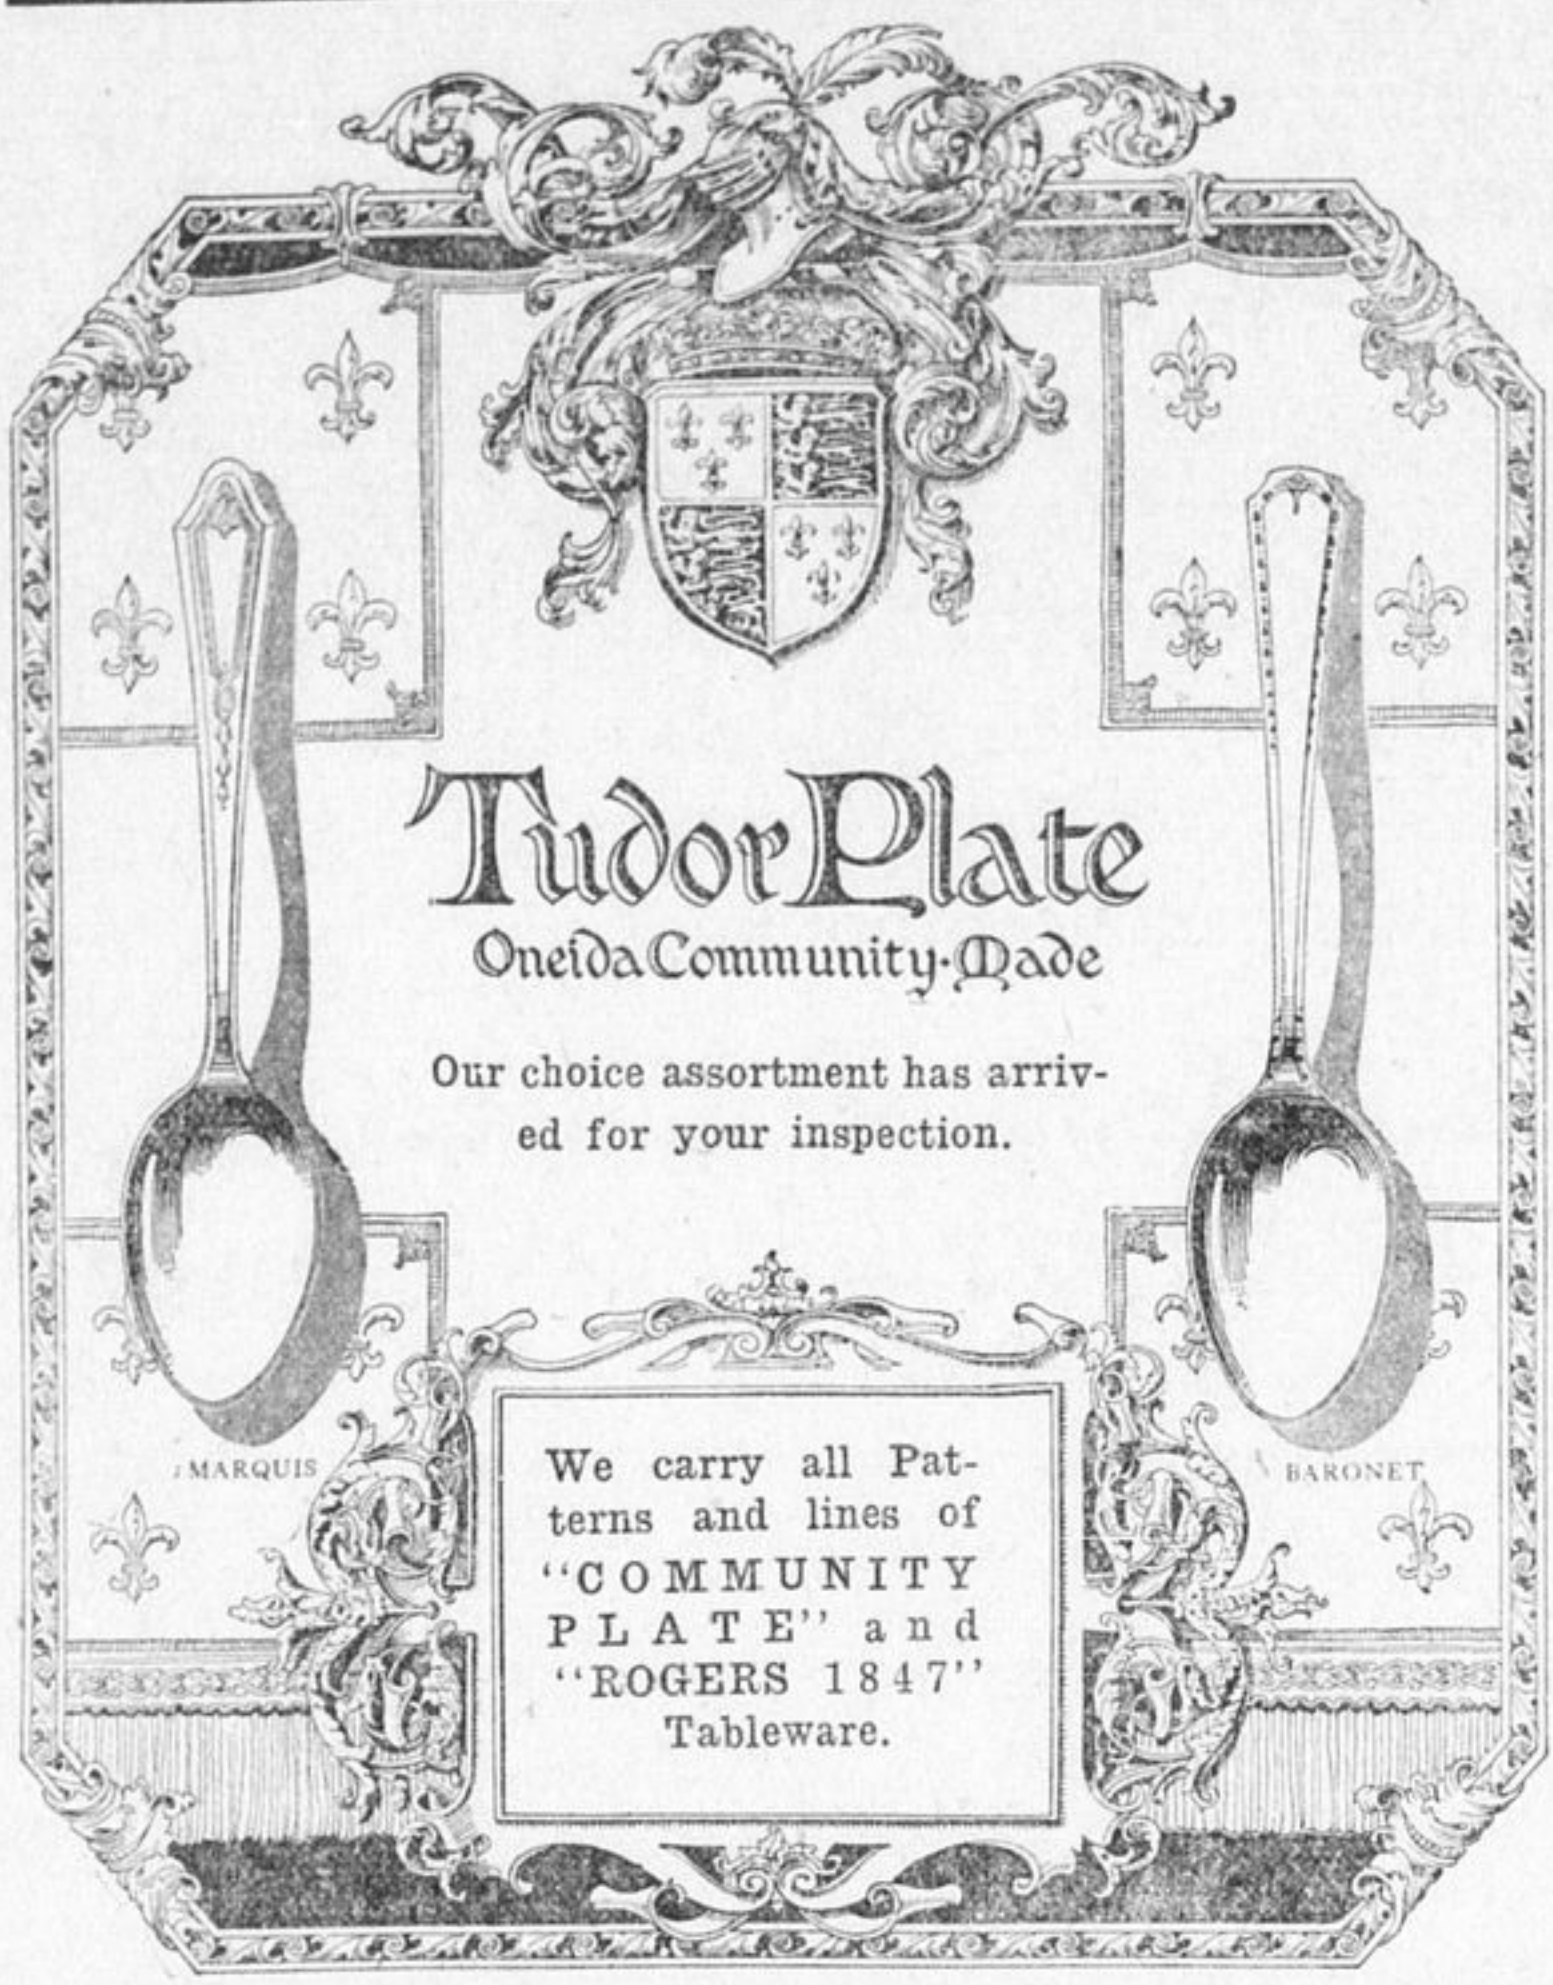 Tudor Plate
Oneida Community-Made
Our choice assortment has arriv-
ed for your inspection.
MARQUIS
BARONET
We carry all Pat-
terns and lines of
“COMMUNITY
PLATE” and
“ROGERS 1847”
Tableware.